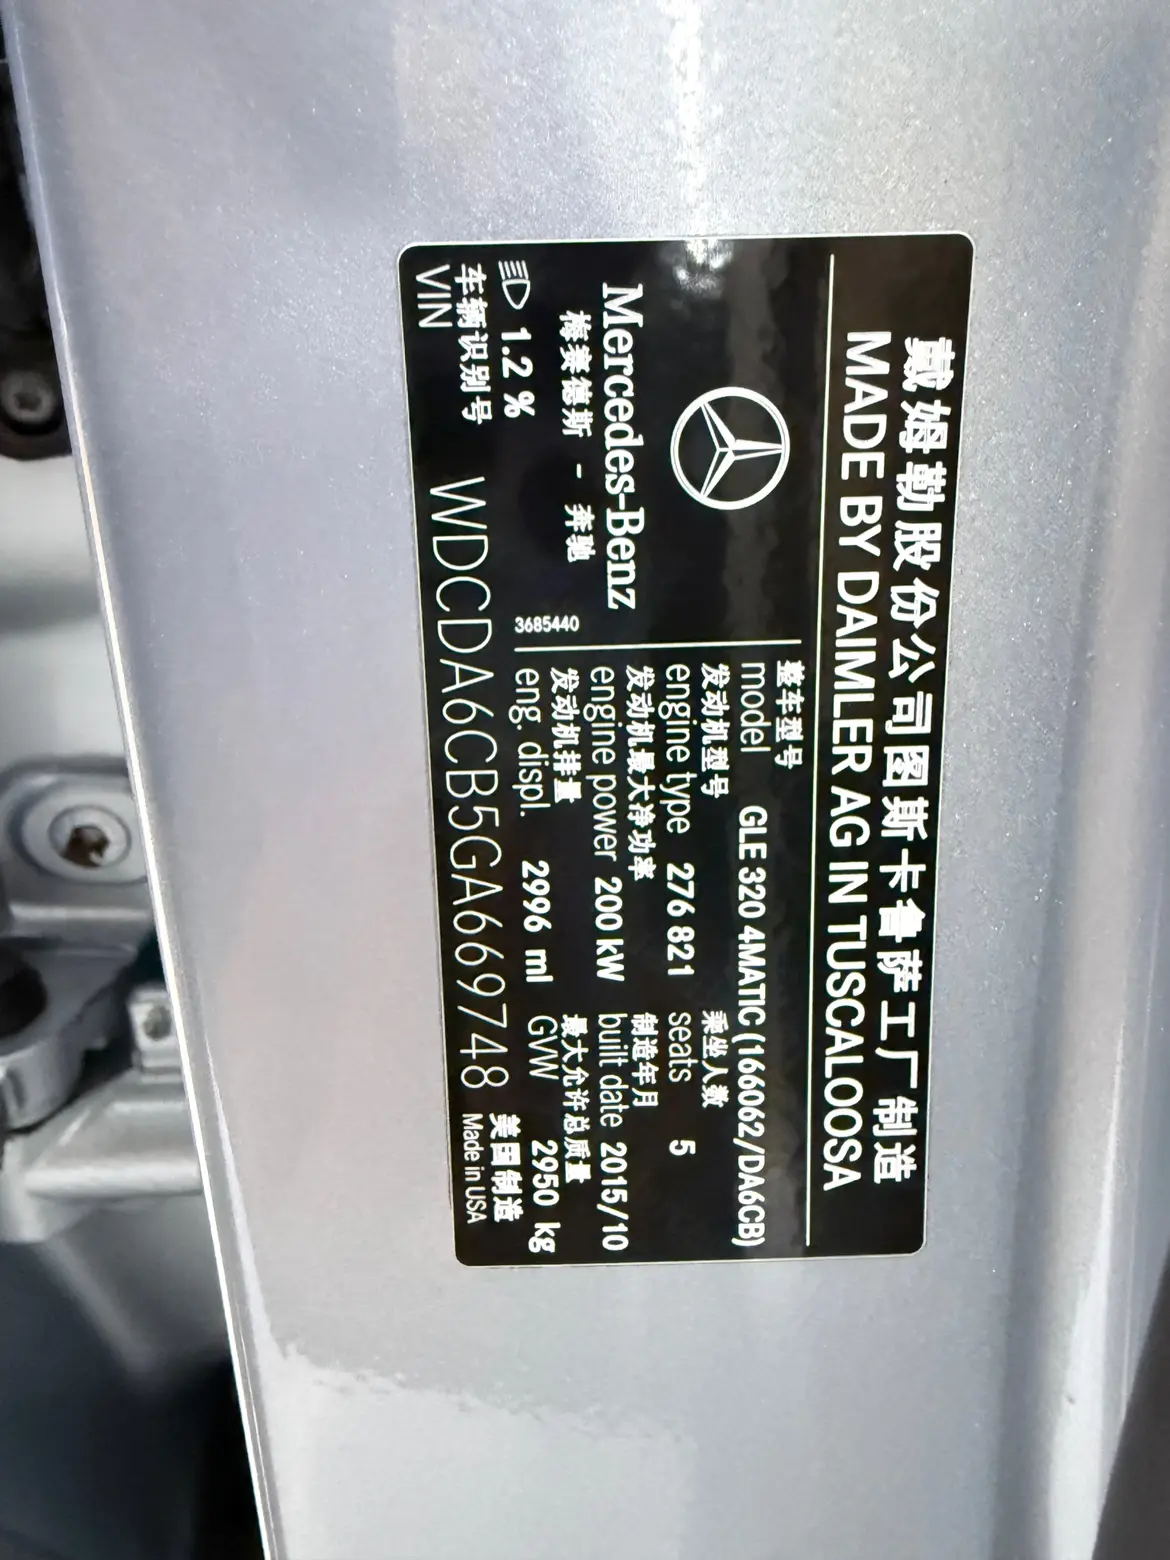 戴姆勒股份公司图斯卡鲁萨工厂制造
MADE BY DAIMLER AG IN TUSCALOOSA
Mercedes-Benz
梅赛德斯 - 奔驰
1.2 %
3685440
整车型号
model GLE 320 4MATIC (166062/DA6CB)
发动机型号 乘坐人数
engine type 276 821 seats 5
发动机最大净功率 制造年月
engine power 200 kW built date 2015/10
发动机排量 最大允许总质量
eng. displ. 2996 ml GVW 2950 kg
车辆识别号 美国制造
VIN WDCDA6CB5GA669748 Made in USA